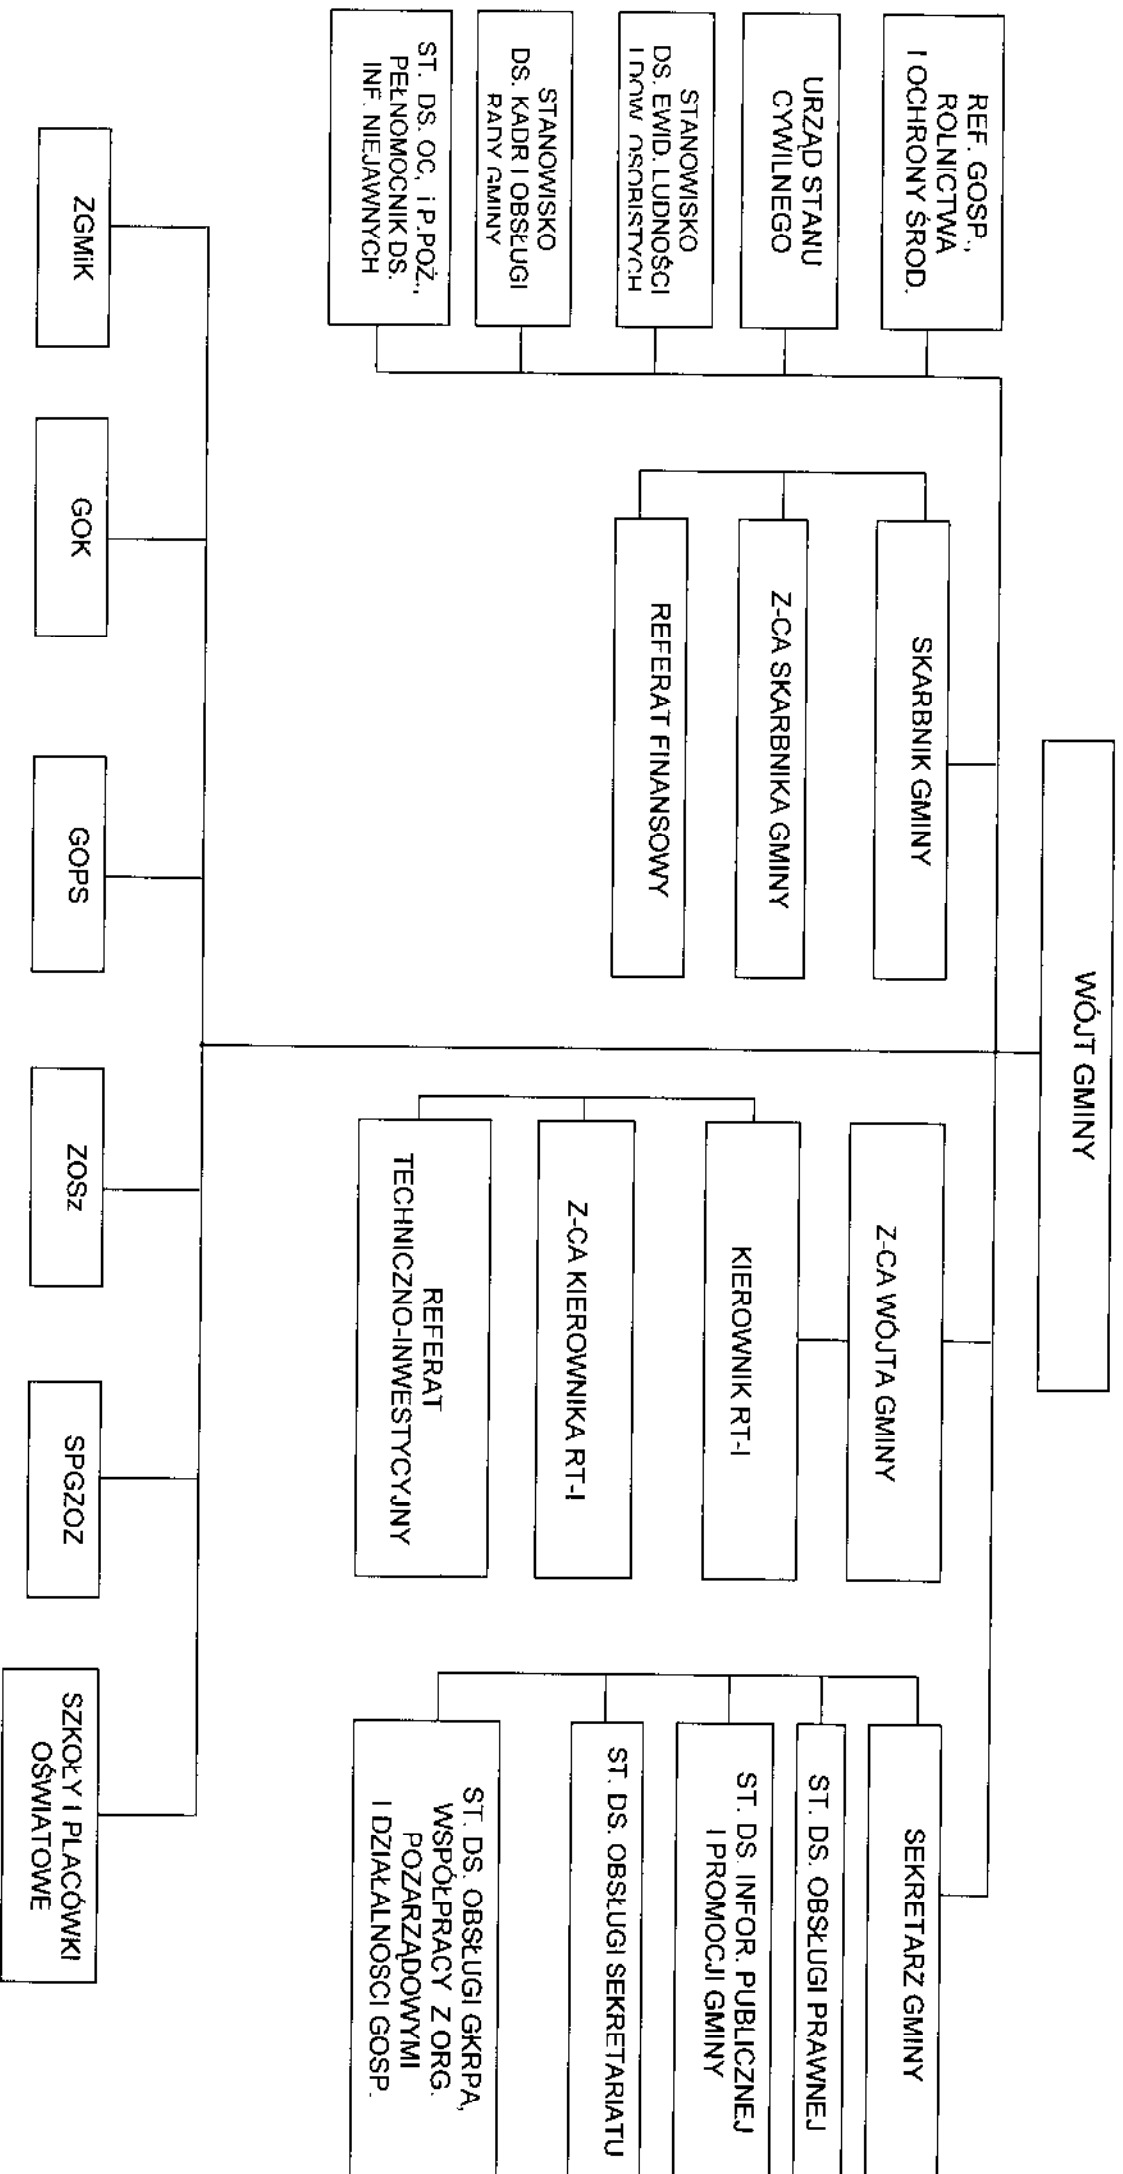 WÓJT GMINY
REF. GOSP.,
ROLNICTWA
I OCHRONY ŚROD.
URZĄD STANU
CYWILNEGO
STANOWISKO
DS. EWID. LUDNOŚCI
I DOW. OSOBISTYCH
STANOWISKO
DS. KADR I OBSŁUGI
RADY GMINY
ST. DS. OC, i P.POŻ.,
PEŁNOMOCNIK DS.
INF. NIEJAWNYCH
SKARBNIK GMINY
Z-CA SKARBNIKA GMINY
REFERAT FINANSOWY
Z-CA WÓJTA GMINY
KIEROWNIK RT-I
Z-CA KIEROWNIKA RT-I
REFERAT
TECHNICZNO-INWESTYCYJNY
SEKRETARZ GMINY
ST. DS. OBSŁUGI PRAWNEJ
ST. DS. INFOR. PUBLICZNEJ
I PROMOCJI GMINY
ST. DS. OBSŁUGI SEKRETARIATU
ST. DS. OBSŁUGI GKRPA,
WSPÓŁPRACY Z ORG.
POZARZĄDOWYMI
I DZIAŁALNOSCI GOSP.
ZGMiK
GOK
GOPS
ZOSz
SPGZOZ
SZKOŁY I PLACÓWKI
OŚWIATOWE